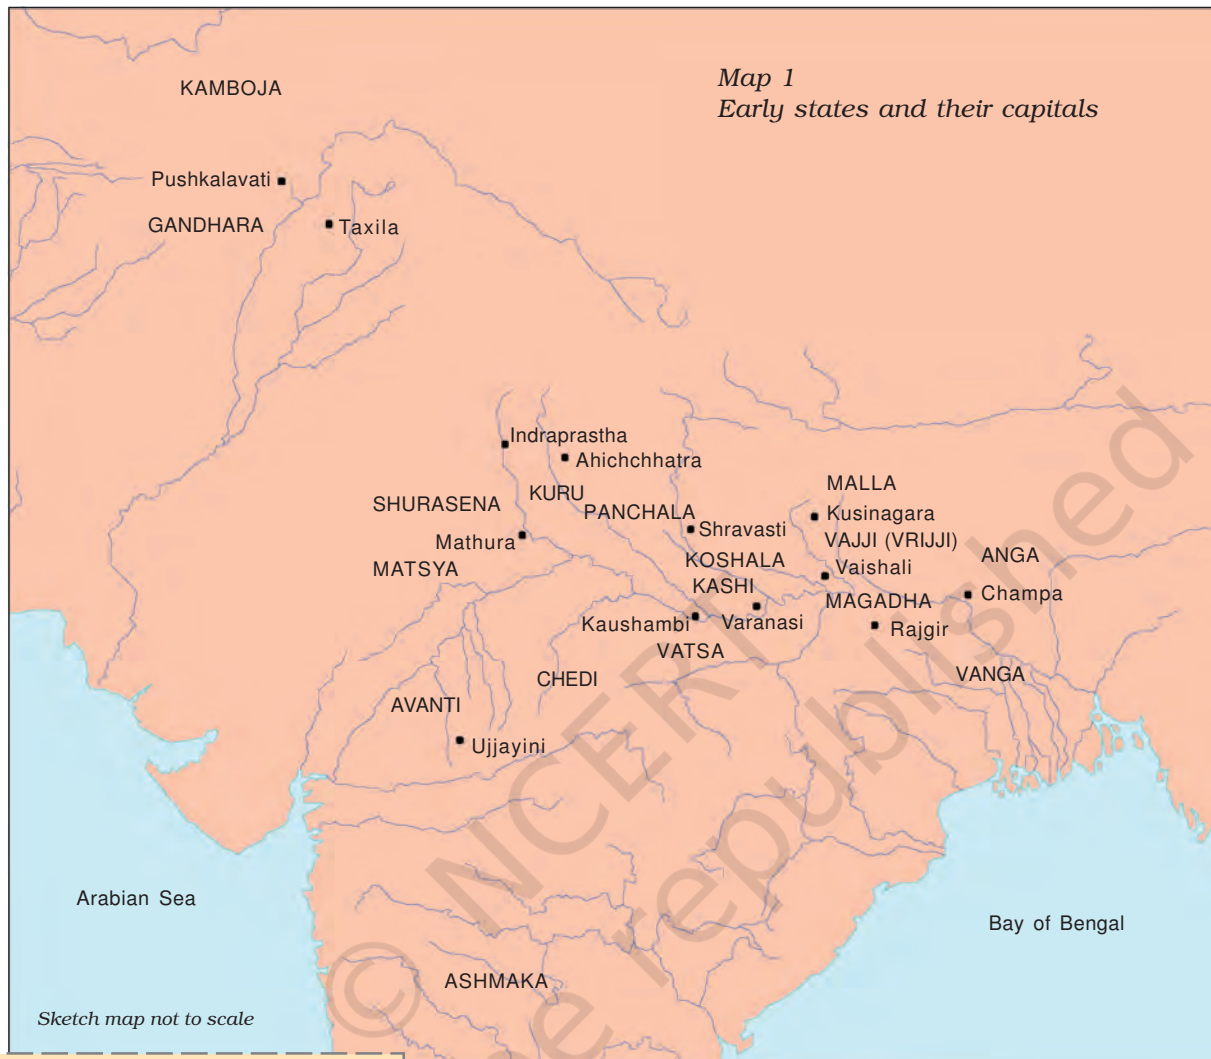 Map 1
Early states and their capitals
KAMBOJA
Pushkalavati
GANDHARA
Taxila
Indraprastha
Ahichchhatra
KURU
SHURASENA
PANCHALA
MALLA
Kusinagara
Shravasti
Mathura
VAJJI (VRIJJI)
ANGA
MATSYA
KOSHALA
Vaishali
KASHI
Champa
MAGADHA
Kaushambi
Varanasi
Rajgir
VATSA
CHEDI
VANGA
AVANTI
Ujjayini
Arabian Sea
Bay of Bengal
ASHMAKA
Sketch map not to scale
© NCERT
be republished